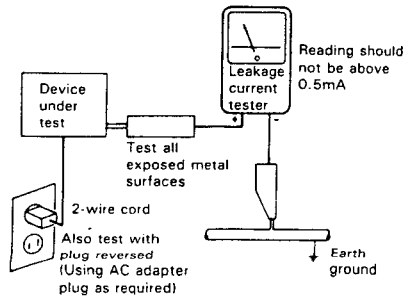 Reading should
not be above
0.5mA
Leakage
current
tester
+ -
Device
under
test
Test all
exposed metal
surfaces
2-wire cord
Also test with
plug reversed
(Using AC adapter
plug as required)
Earth
ground